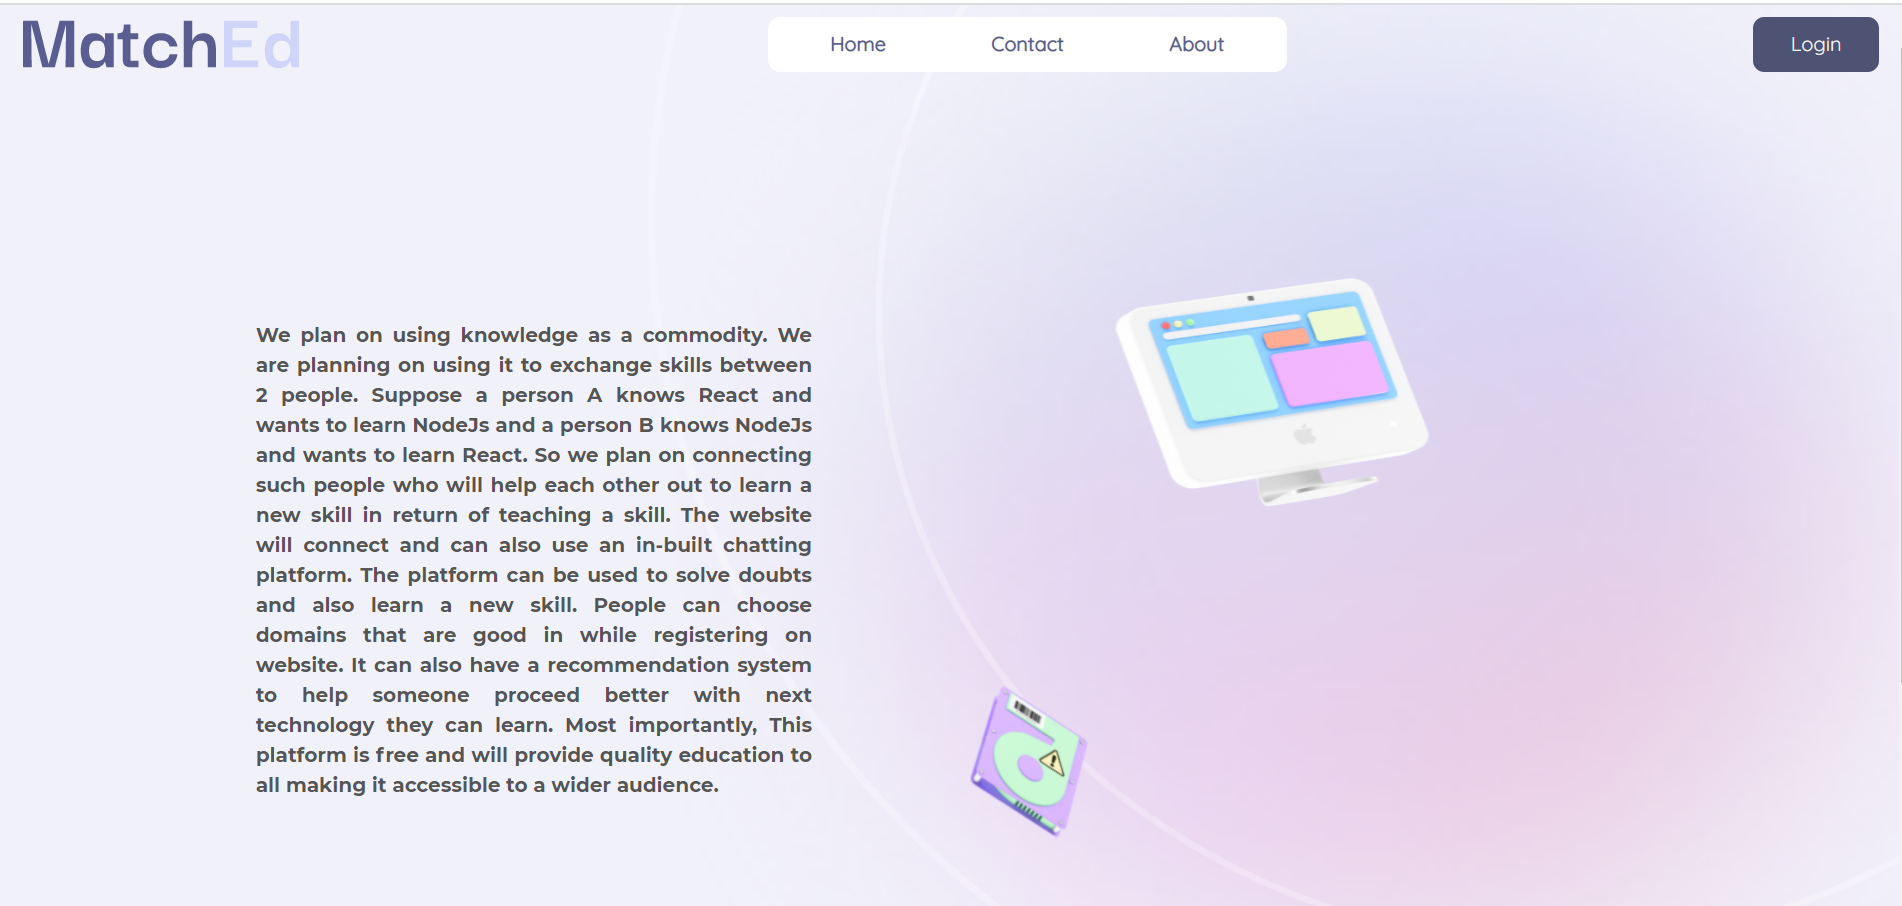 MatchEd
Home Contact About
Login
We plan on using knowledge as a commodity. We
are planning on using it to exchange skills between
2 people. Suppose a person A knows React and
wants to learn NodeJs and a person B knows NodeJs
and wants to learn React. So we plan on connecting
such people who will help each other out to learn a
new skill in return of teaching a skill. The website
will connect and can also use an in-built chatting
platform. The platform can be used to solve doubts
and also learn a new skill. People can choose
domains that are good in while registering on
website. It can also have a recommendation system
to help someone proceed better with next
technology they can learn. Most importantly, This
platform is free and will provide quality education to
all making it accessible to a wider audience.